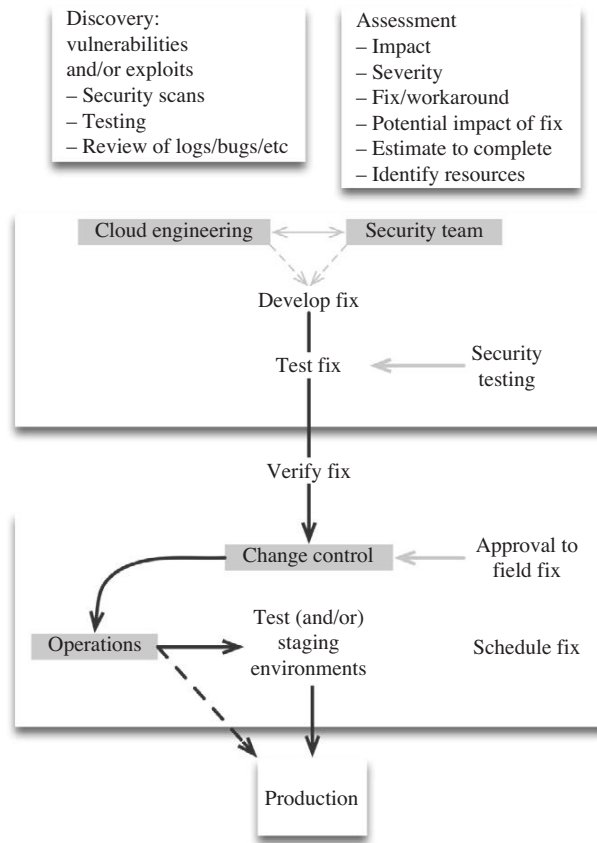 Discovery:
vulnerabilities
and/or exploits
– Security scans
– Testing
– Review of logs/bugs/etc
Assessment
– Impact
– Severity
– Fix/workaround
– Potential impact of fix
– Estimate to complete
– Identify resources
Cloud engineering
Security team
Develop fix
Test fix
Security
testing
Verify fix
Change control
Approval to
field fix
Operations
Test (and/or)
staging
environments
Schedule fix
Production